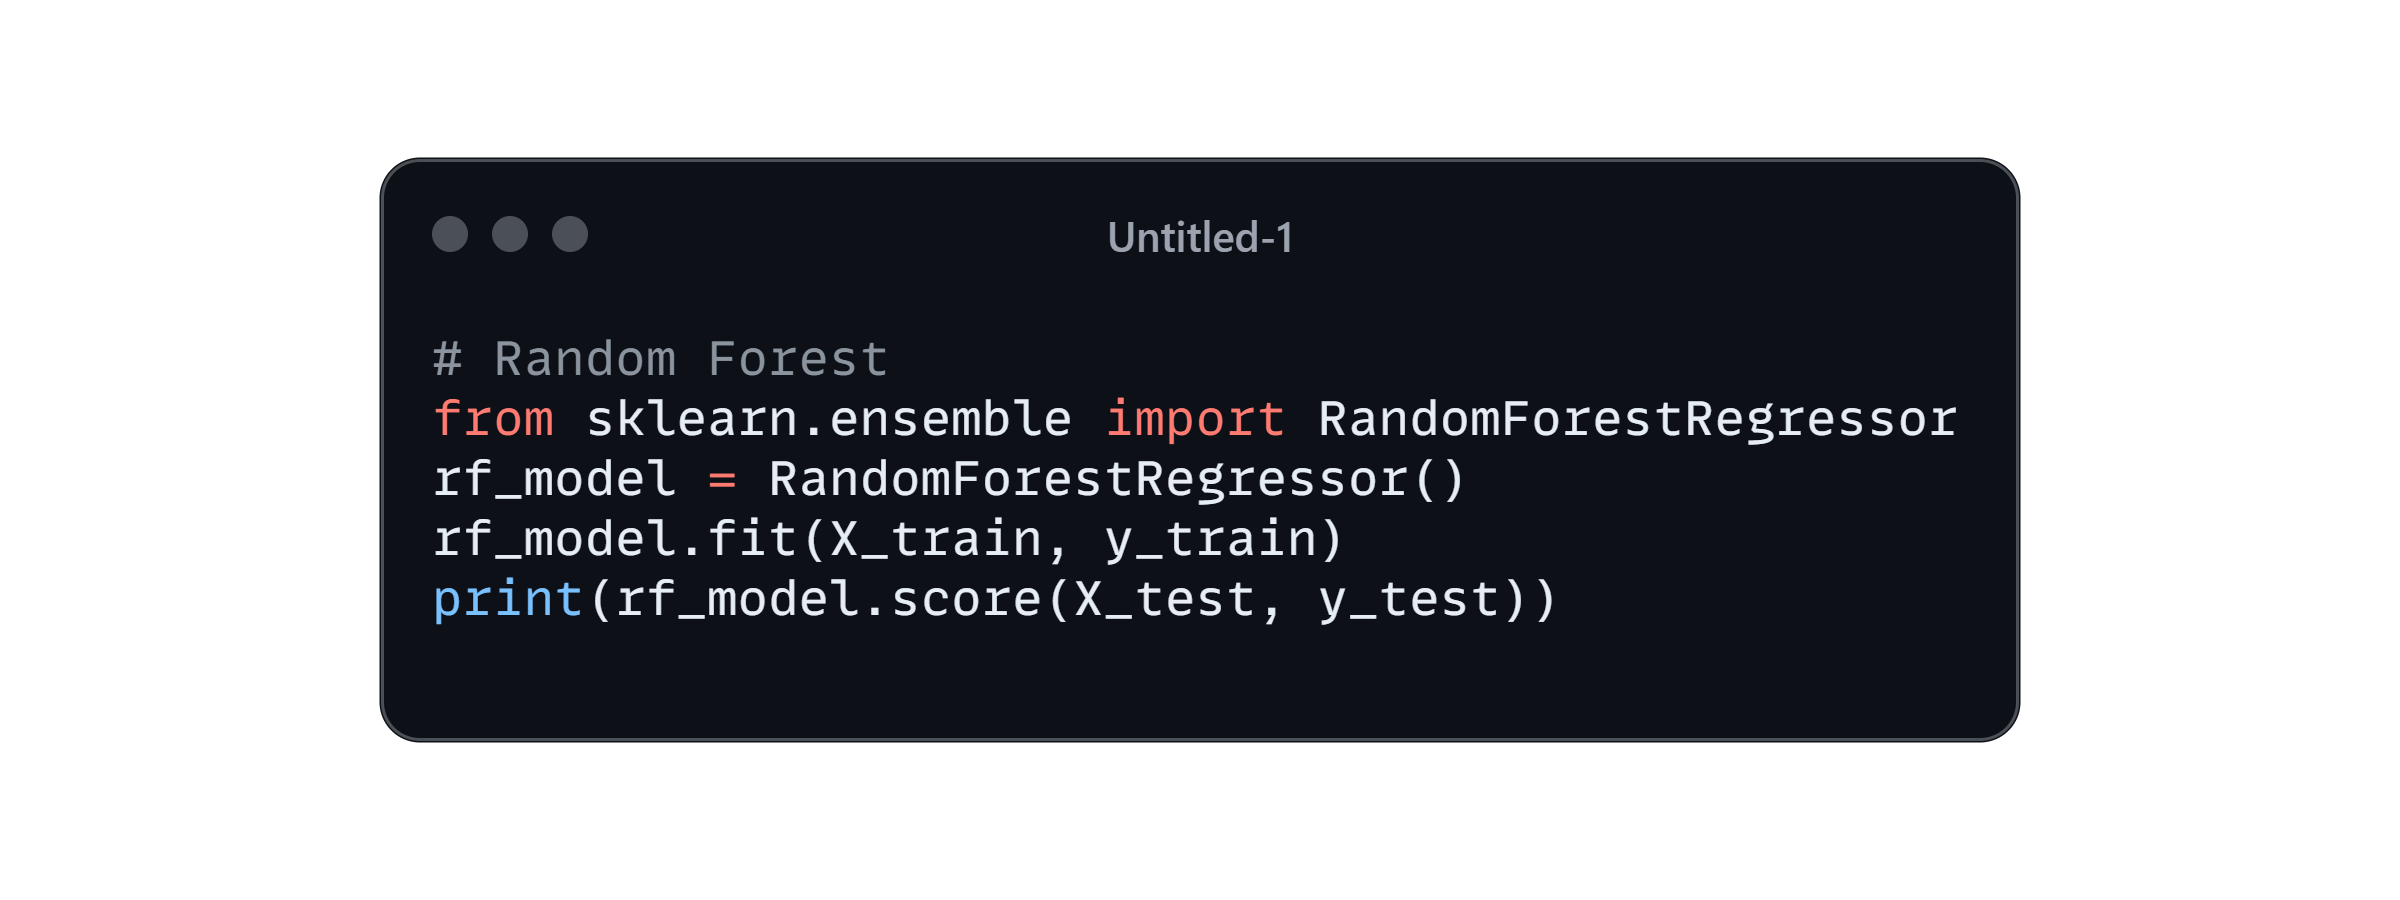 Untitled-1
# Random Forest
from sklearn.ensemble import RandomForestRegressor
rf_model = RandomForestRegressor()
rf_model.fit(X_train, y_train)
print(rf_model.score(X_test, y_test))